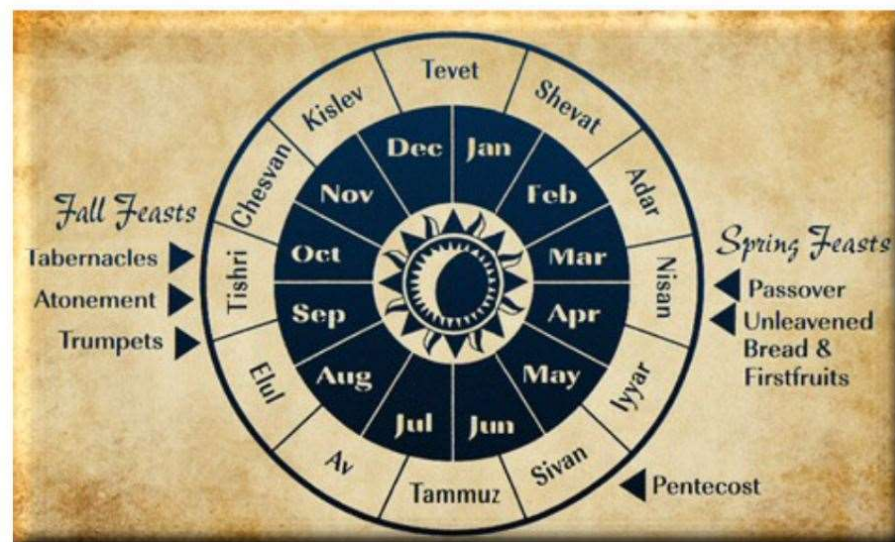 Tevet
Shevat
Adar
Nisan
Iyyar
Sivan
Tammuz
Av
Elul
Tishri
Chesvan
Kislev
Jan
Feb
Mar
Apr
May
Jun
Jul
Aug
Sep
Oct
Nov
Dec
Fall Feasts
Tabernacles
Atonement
Trumpets
Spring Feasts
Passover
Unleavened
Bread &
Firstfruits
Pentecost